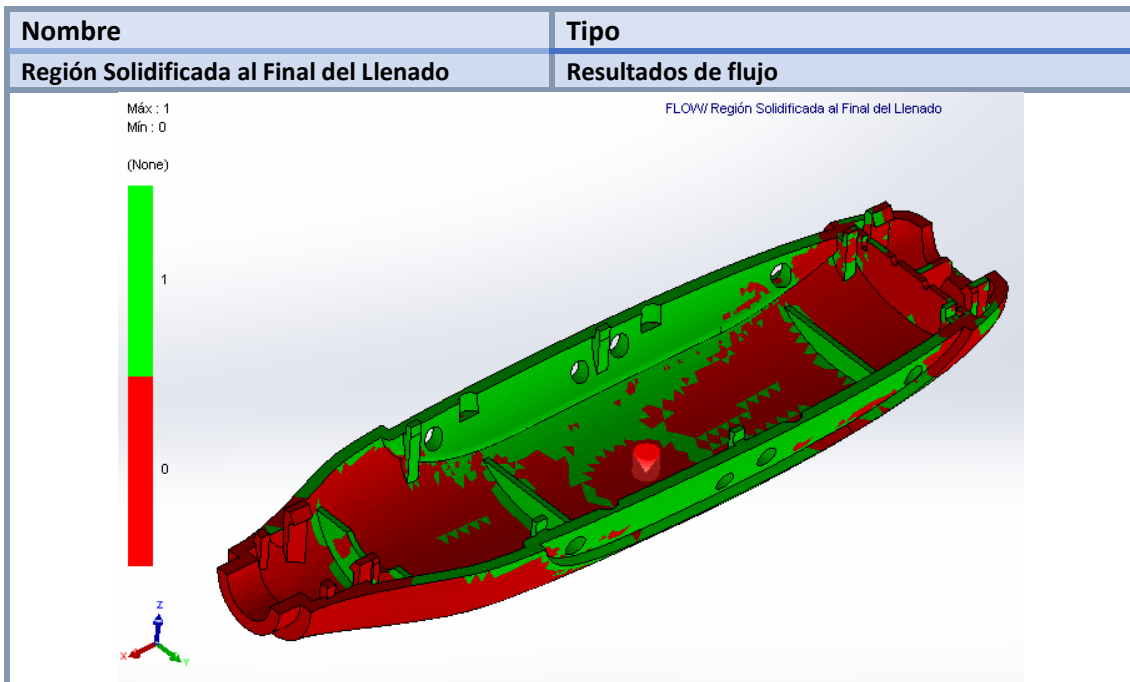 Nombre Tipo
Región Solidificada al Final del Llenado Resultados de flujo
Máx : 1 FLOW/ Región Solidificada al Final del Llenado
Mín : 0
(None)
1
0
Z
X Y